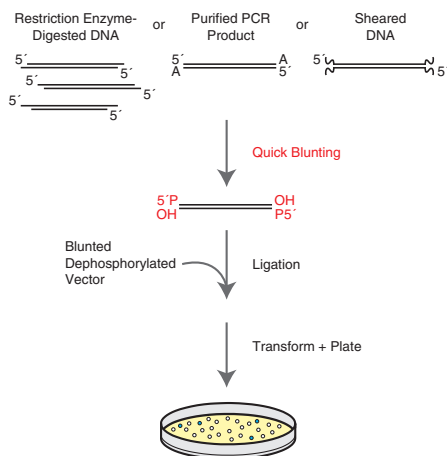 Restriction Enzyme-
Digested DNA
or
Purified PCR
Product
or
Sheared
DNA
5´
5´
5´
5´
5´
5´
5´
A
A
5´
5´
5´
Quick Blunting
5´P
OH
OH
P5´
Blunted
Dephosphorylated
Vector
Ligation
Transform + Plate